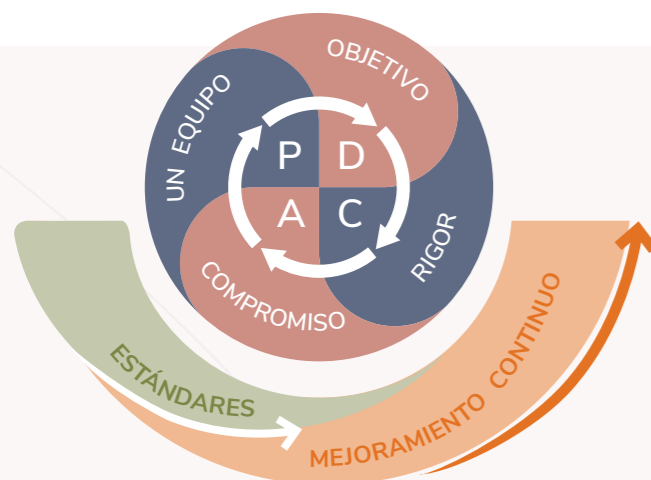 OBJETIVO
UN EQUIPO
P D
A C
RIGOR
COMPROMISO
ESTÁNDARES
MEJORAMIENTO CONTINUO